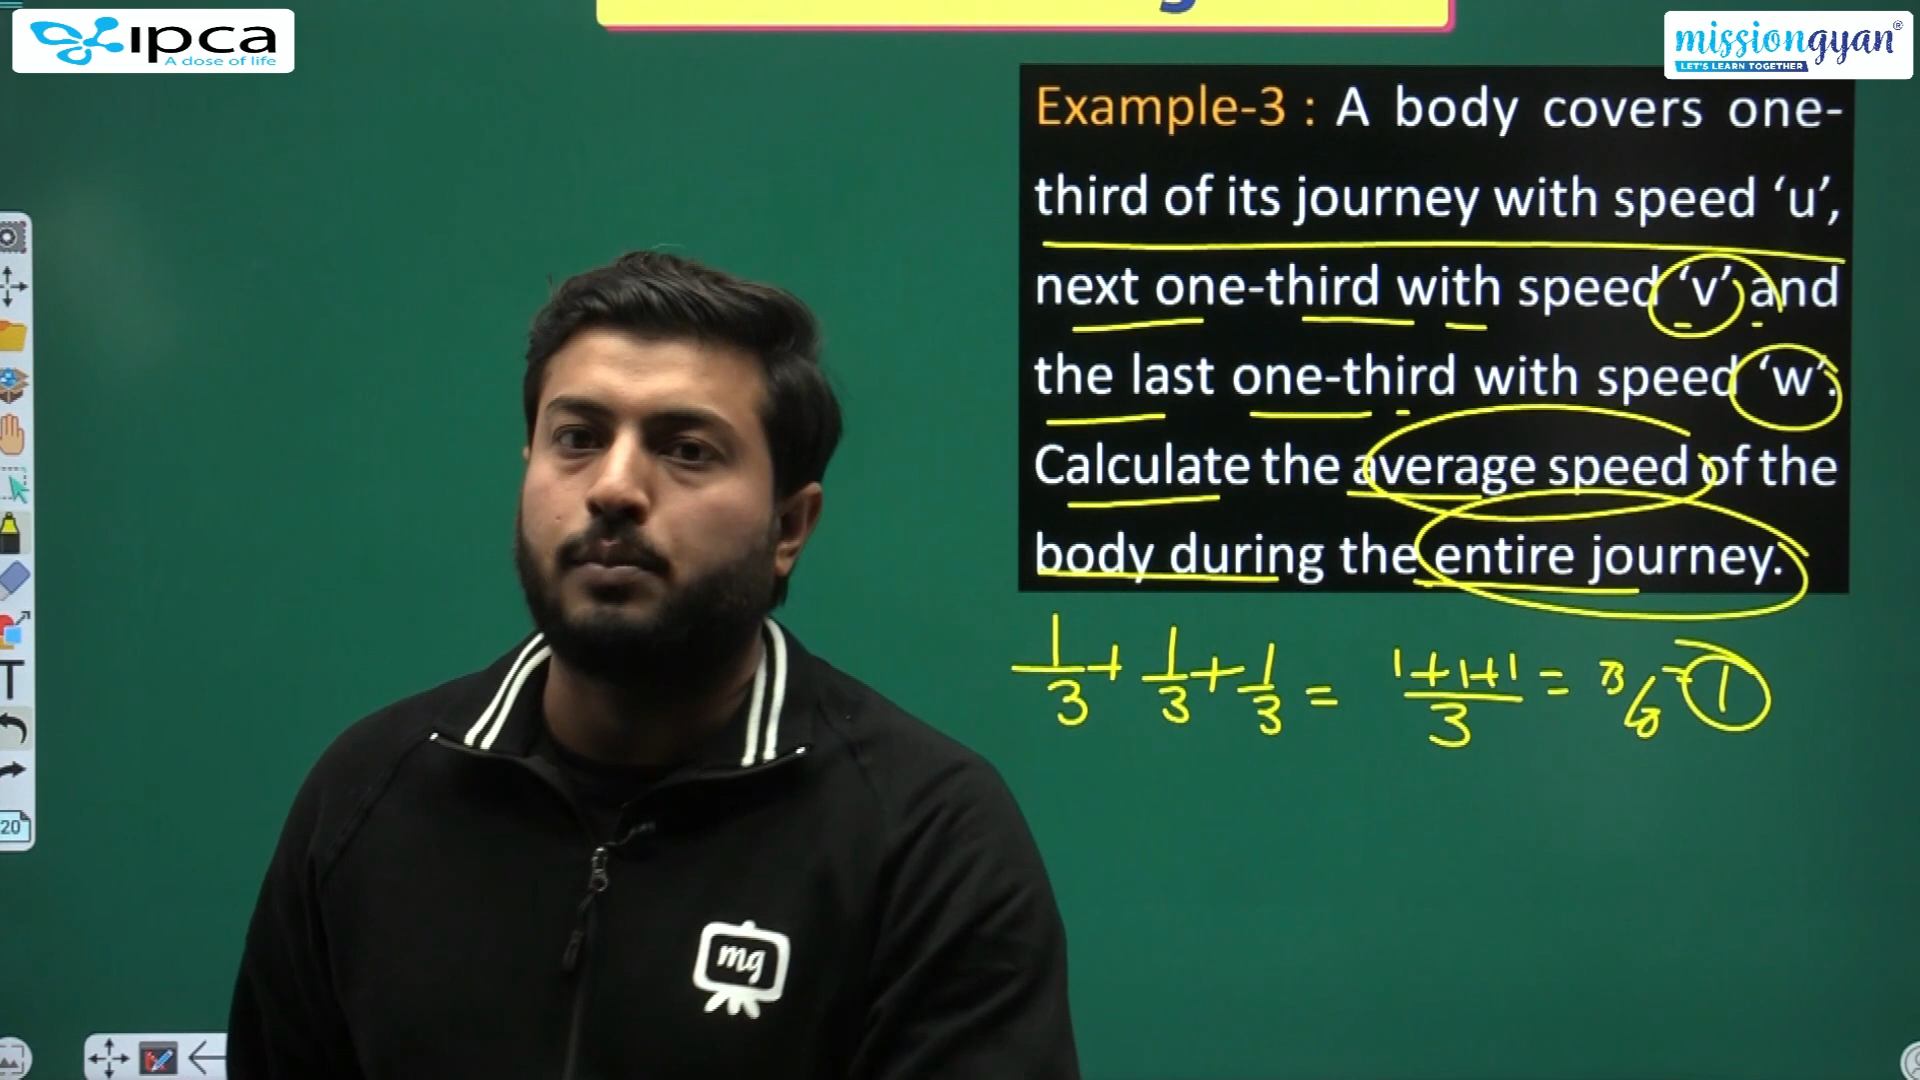 ipca
A dose of life
missiongyan®
LET'S LEARN TOGETHER
Example-3 : A body covers one-
third of its journey with speed ‘u’,
next one-third with speed ‘v’ and
the last one-third with speed ‘w’.
Calculate the average speed of the
body during the entire journey.
1/3 + 1/3 + 1/3 = 1+1+1/3 = 3/3 = 1
mg
T
20